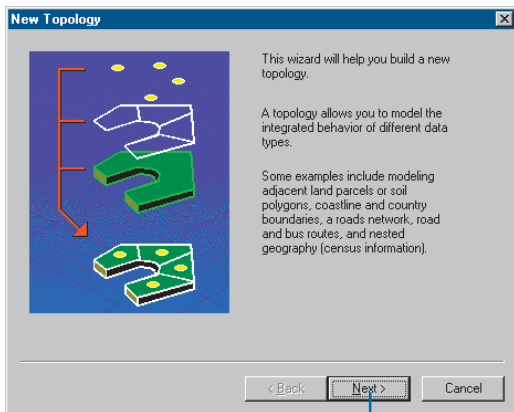 New Topology
This wizard will help you build a new
topology.
A topology allows you to model the
integrated behavior of different data
types.
Some examples include modeling
adjacent land parcels or soil
polygons, coastline and country
boundaries, a roads network, road
and bus routes, and nested
geography (census information).
< Back
Next >
Cancel